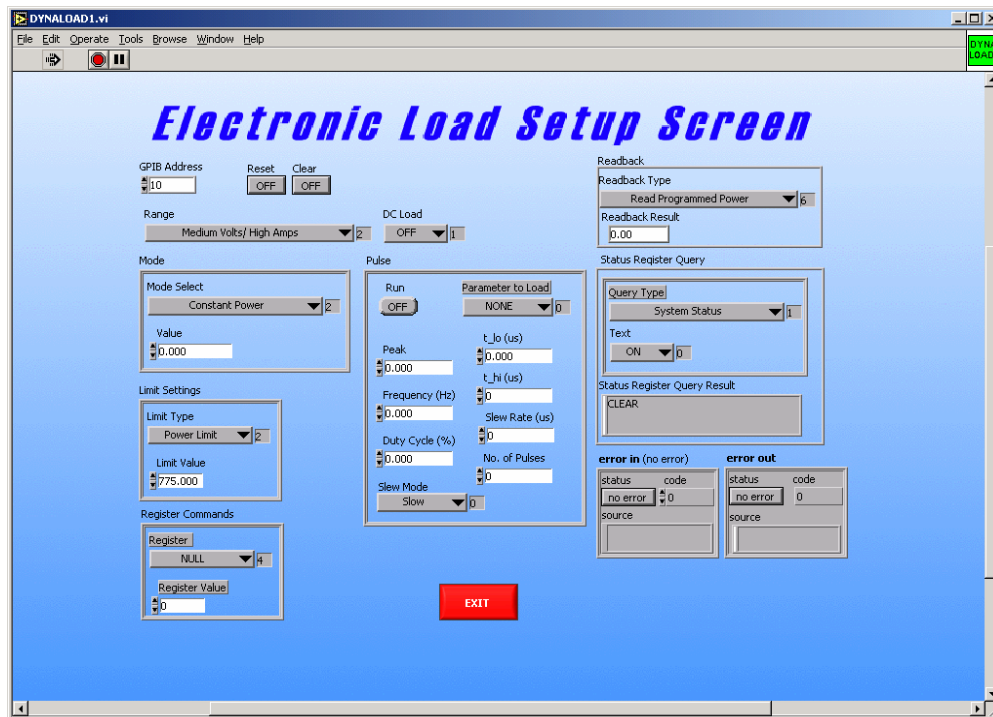 DYNALOAD1.vi
File Edit Operate Tools Browse Window Help
DYNA
LOAD
Electronic Load Setup Screen
GPIB Address
10
Reset Clear
OFF OFF
Range
Medium Volts/ High Amps 2
DC Load
OFF 1
Mode
Mode Select
Constant Power 2
Value
0.000
Limit Settings
Limit Type
Power Limit 2
Limit Value
775.000
Register Commands
Register
NULL 4
Register Value
0
Pulse
Run
OFF
Parameter to Load
NONE 0
Peak
0.000
Frequency (Hz)
0.000
Duty Cycle (%)
0.000
Slew Mode
Slow 0
t_lo (us)
0.000
t_hi (us)
0
Slew Rate (us)
0
No. of Pulses
0
EXIT
Readback
Readback Type
Read Programmed Power 6
Readback Result
0.00
Status Register Query
Query Type
System Status 1
Text
ON 0
Status Register Query Result
CLEAR
error in (no error)
status code
no error 0
source
error out
status code
no error 0
source